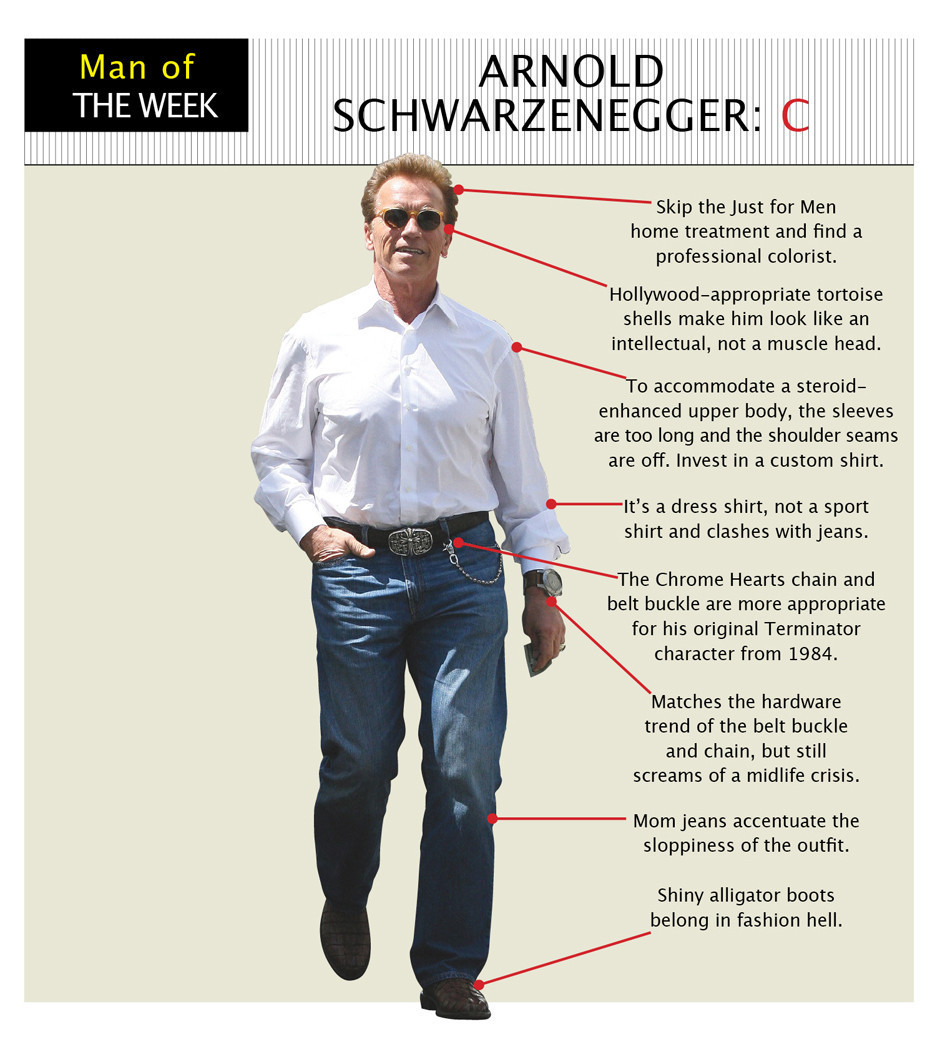 Man of
THE WEEK
ARNOLD
SCHWARZENEGGER: C
Skip the Just for Men
home treatment and find a
professional colorist.
Hollywood-appropriate tortoise
shells make him look like an
intellectual, not a muscle head.
To accommodate a steroid-
enhanced upper body, the sleeves
are too long and the shoulder seams
are off. Invest in a custom shirt.
It’s a dress shirt, not a sport
shirt and clashes with jeans.
The Chrome Hearts chain and
belt buckle are more appropriate
for his original Terminator
character from 1984.
Matches the hardware
trend of the belt buckle
and chain, but still
screams of a midlife crisis.
Mom jeans accentuate the
sloppiness of the outfit.
Shiny alligator boots
belong in fashion hell.